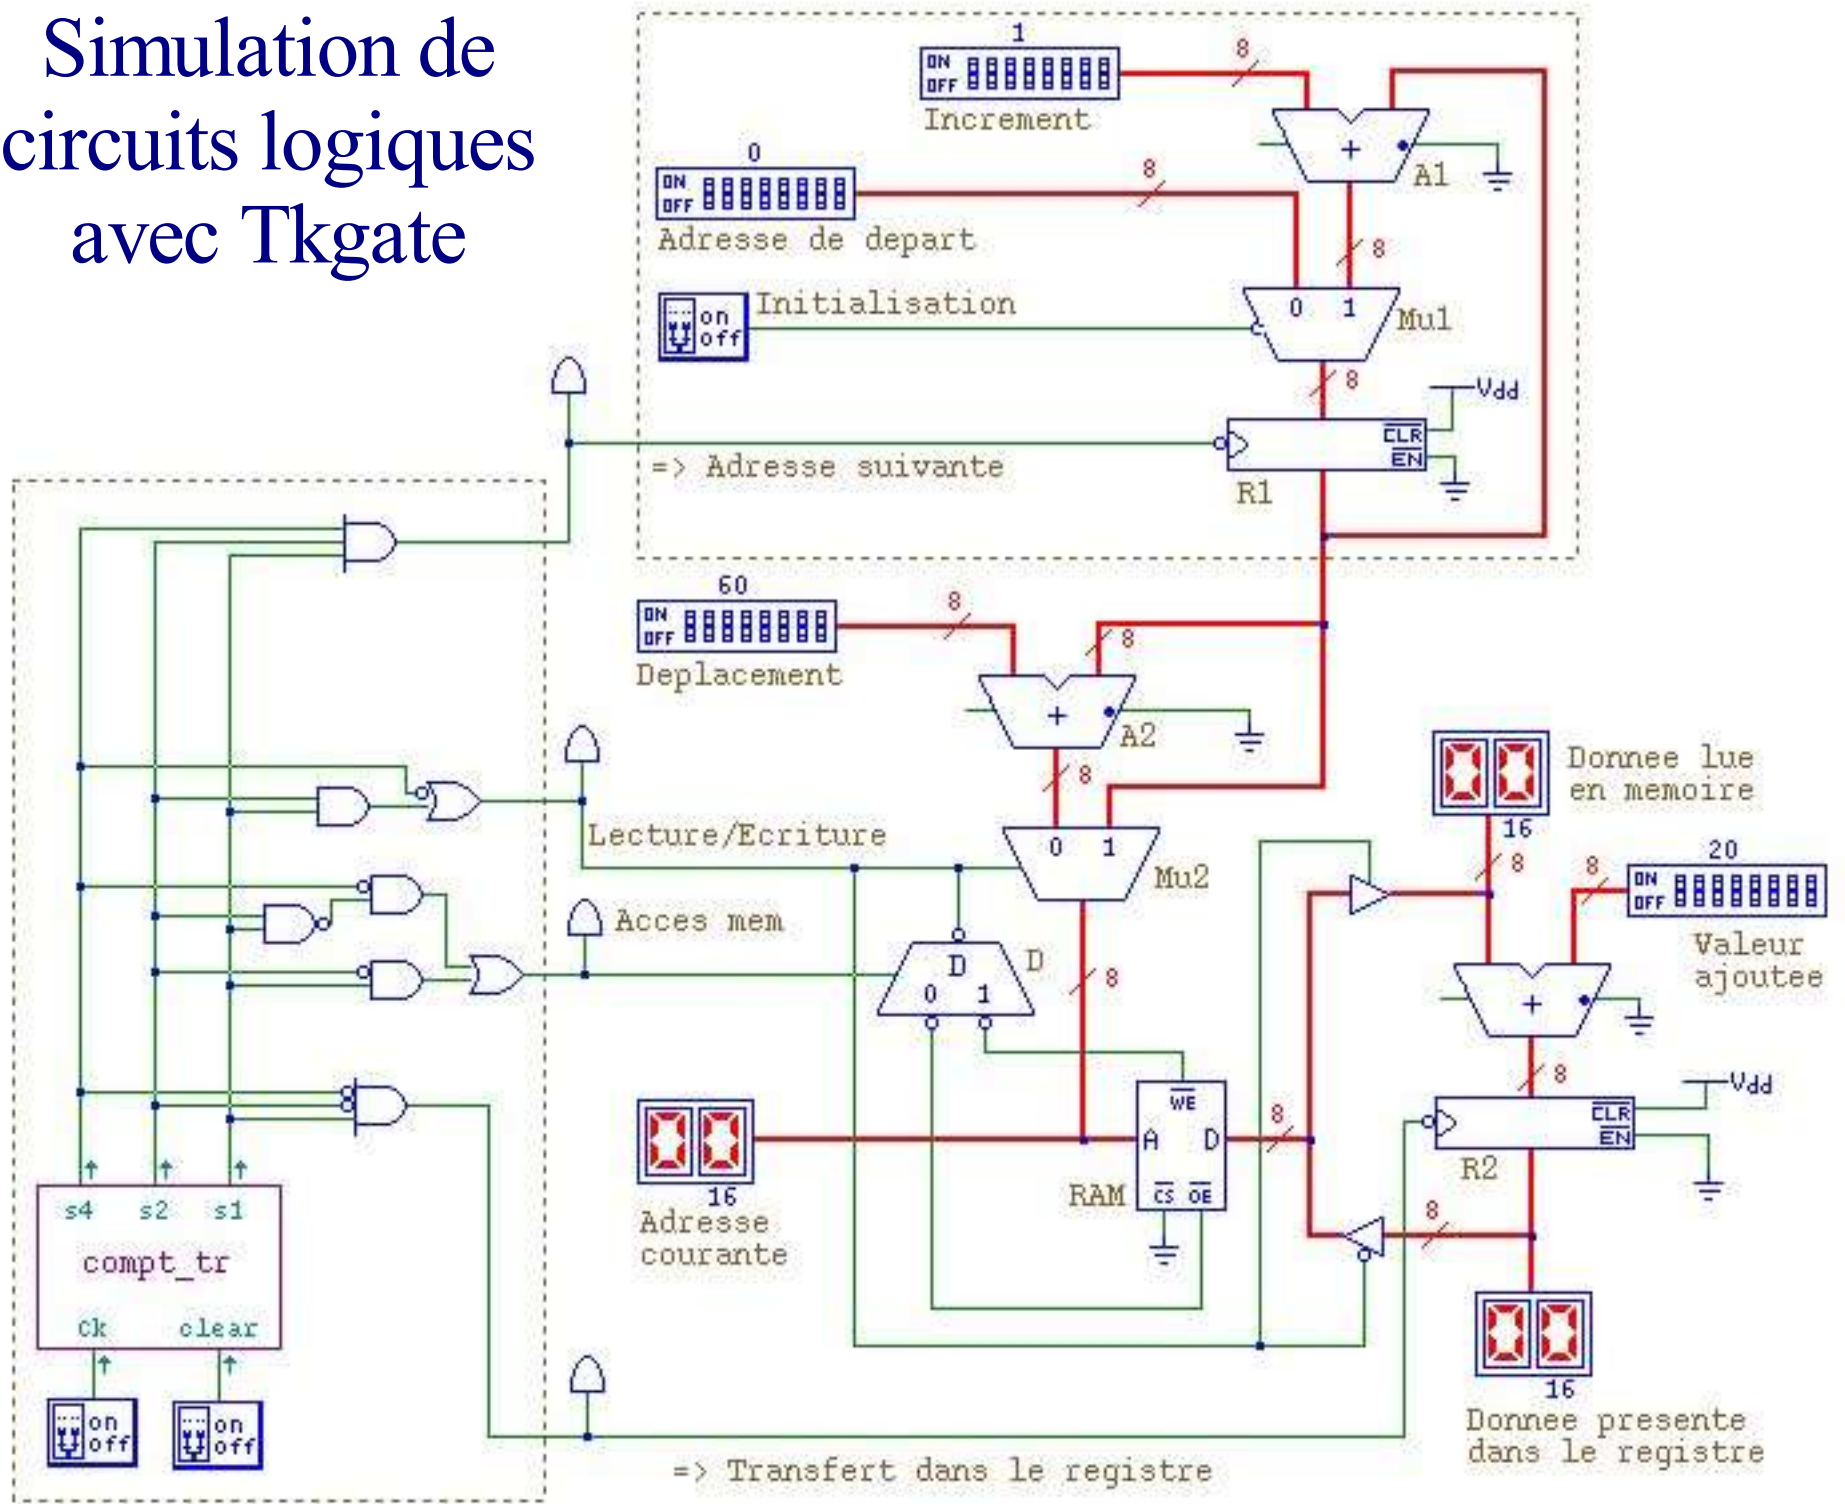 Simulation de
circuits logiques
avec Tkgate
1
ON
OFF
8
Increment
+
A1
0
ON
OFF
8
Adresse de depart
8
Initialisation
on
off
0 1
Mu1
8
Vdd
CLR
EN
=> Adresse suivante
R1
60
ON
OFF
8
8
Deplacement
+
A2
8
Lecture/Ecriture
0 1
Mu2
Donnee lue
en memoire
16
8
8
20
ON
OFF
Valeur
ajoutee
Acces mem
D
D
0 1
8
+
8
Vdd
CLR
EN
R2
WE
A D
8
CS OE
RAM
16
Adresse
courante
8
s4 s2 s1
compt_tr
Ck clear
on
off
on
off
16
Donnee presente
dans le registre
=> Transfert dans le registre